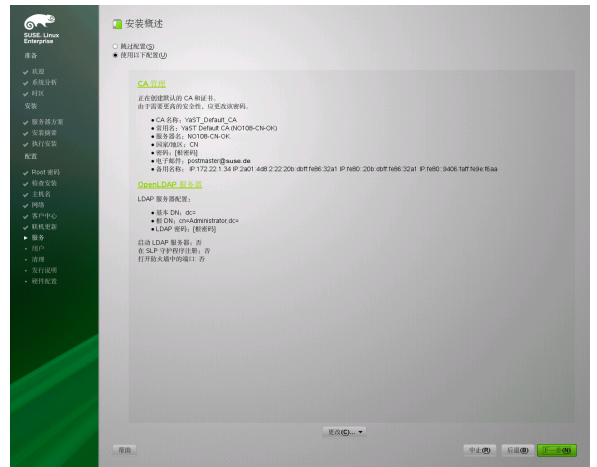 SUSE. Linux
Enterprise
准备
欢迎
系统分析
时区
安装
服务器方案
安装摘要
执行安装
配置
Root 密码
检查安装
主机名
网络
客户中心
联机更新
服务
用户
清理
发行说明
硬件配置
安装概述
跳过配置(S)
使用以下配置(U)
CA 管理
正在创建默认的 CA 和证书。
由于需要更高的安全性，应更改该密码。
CA 名称：YaST_Default_CA
常用名：YaST Default CA (NO108-CN-OK)
服务器名：NO108-CN-OK.
国家/地区：CN
密码：[根密码]
电子邮件：postmaster@suse.de
备用名称： IP:172.22.1.34 IP:2a01:4d8:2:22:20b:dbff:fe86:32a1 IP:fe80::20b:dbff:fe86:32a1 IP:fe80::9406:faff:fe9e:f5aa
OpenLDAP 服务器
LDAP 服务器配置：
基本 DN：dc=
根 DN：cn=Administrator,dc=
LDAP 密码：[根密码]
启动 LDAP 服务器：否
在 SLP 守护程序注册：否
打开防火墙中的端口: 否
更改(C)...
帮助
中止(R)
后退(B)
下一步(N)